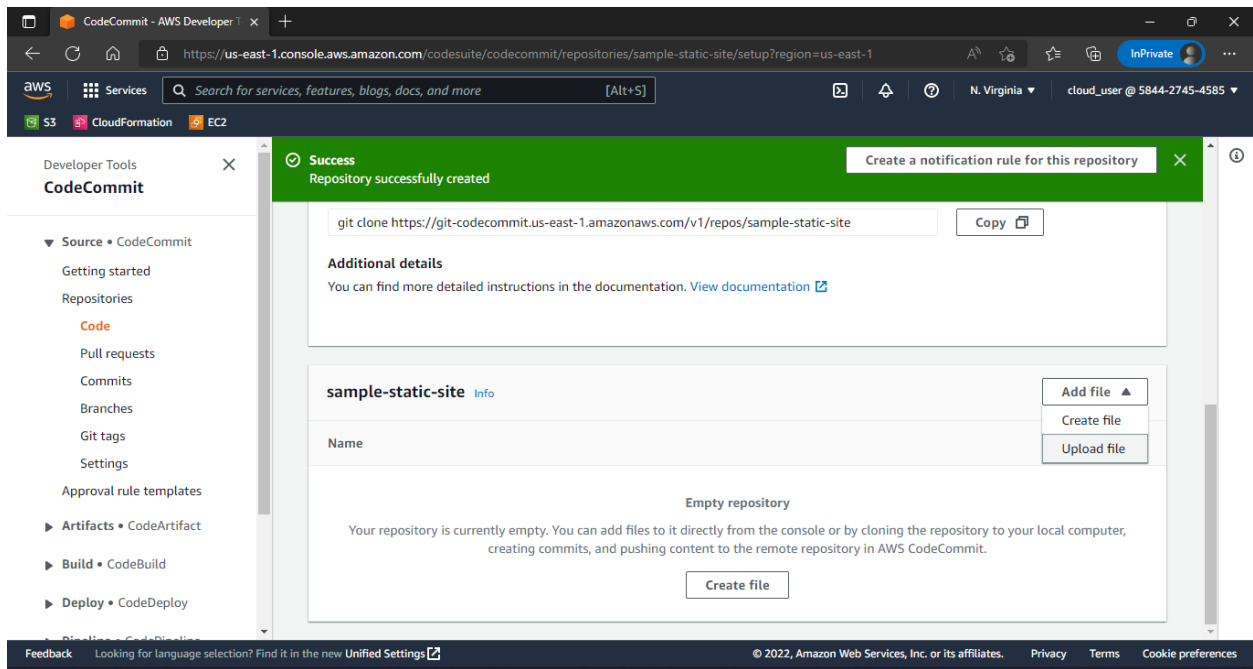 CodeCommit - AWS Developer T
https://us-east-1.console.aws.amazon.com/codesuite/codecommit/repositories/sample-static-site/setup?region=us-east-1
InPrivate
aws
Services
Search for services, features, blogs, docs, and more [Alt+S]
N. Virginia
cloud_user @ 5844-2745-4585
S3
CloudFormation
EC2
Developer Tools
CodeCommit
Source • CodeCommit
Getting started
Repositories
Code
Pull requests
Commits
Branches
Git tags
Settings
Approval rule templates
Artifacts • CodeArtifact
Build • CodeBuild
Deploy • CodeDeploy
Pipeline • CodePipeline
Success
Repository successfully created
Create a notification rule for this repository
git clone https://git-codecommit.us-east-1.amazonaws.com/v1/repos/sample-static-site
Copy
Additional details
You can find more detailed instructions in the documentation. View documentation
sample-static-site Info
Add file
Create file
Upload file
Name
Empty repository
Your repository is currently empty. You can add files to it directly from the console or by cloning the repository to your local computer,
creating commits, and pushing content to the remote repository in AWS CodeCommit.
Create file
Feedback
Looking for language selection? Find it in the new Unified Settings
© 2022, Amazon Web Services, Inc. or its affiliates.
Privacy
Terms
Cookie preferences